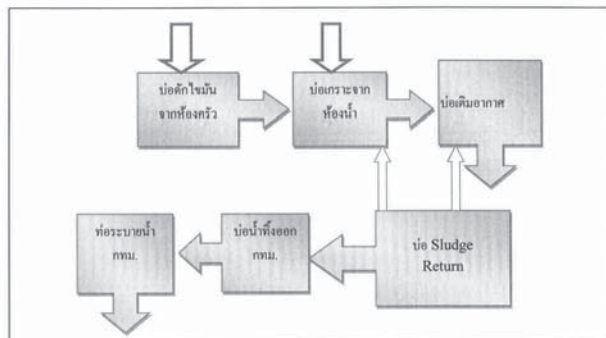 บ่อดักไขมัน
จากห้องครัว
บ่อเกราะจาก
ห้องน้ำ
บ่อเติมอากาศ
ท่อระบายน้ำ
กทม.
บ่อน้ำทิ้งออก
กทม.
บ่อ Sludge
Return